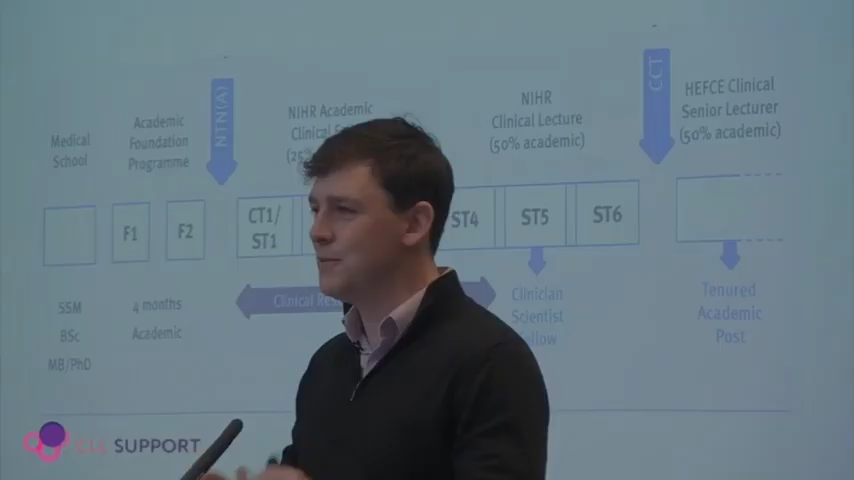 Medical
School
Academic
Foundation
Programme
NTN(A)
NIHR Academic
Clinical
(25%
NIHR
Clinical Lecture
(50% academic)
CCT
HEFCE Clinical
Senior Lecturer
(50% academic)
F1
F2
CT1/
ST1
ST4
ST5
ST6
SSM
BSc
MB/PhD
4 months
Academic
Clinical
Clinician
Scientist
Tenured
Academic
Post
SUPPORT